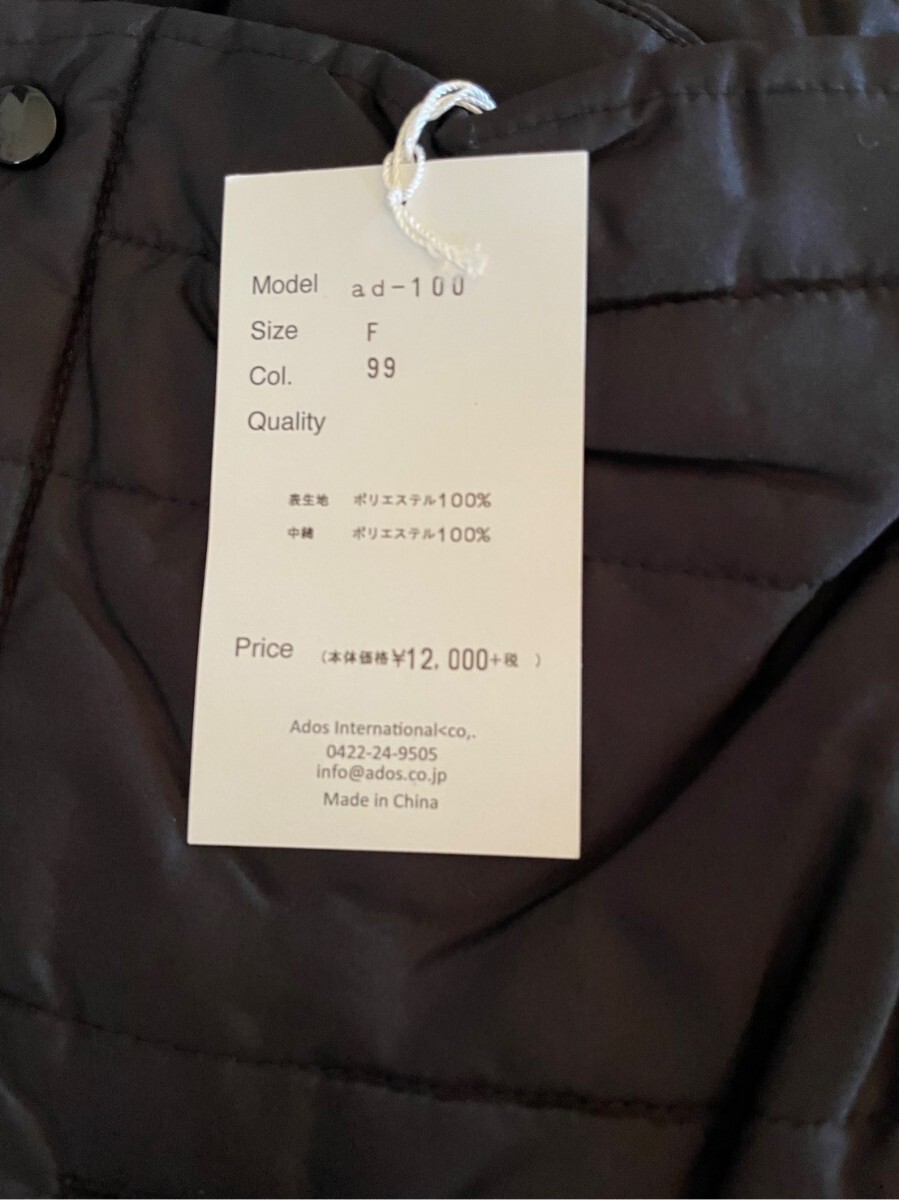 Model ad-100
Size F
Col. 99
Quality
表生地 ポリエステル100%
中綿 ポリエステル100%
Price (本体価格¥12,000+税 )
Ados International<co,.
0422-24-9505
info@ados.co.jp
Made in China